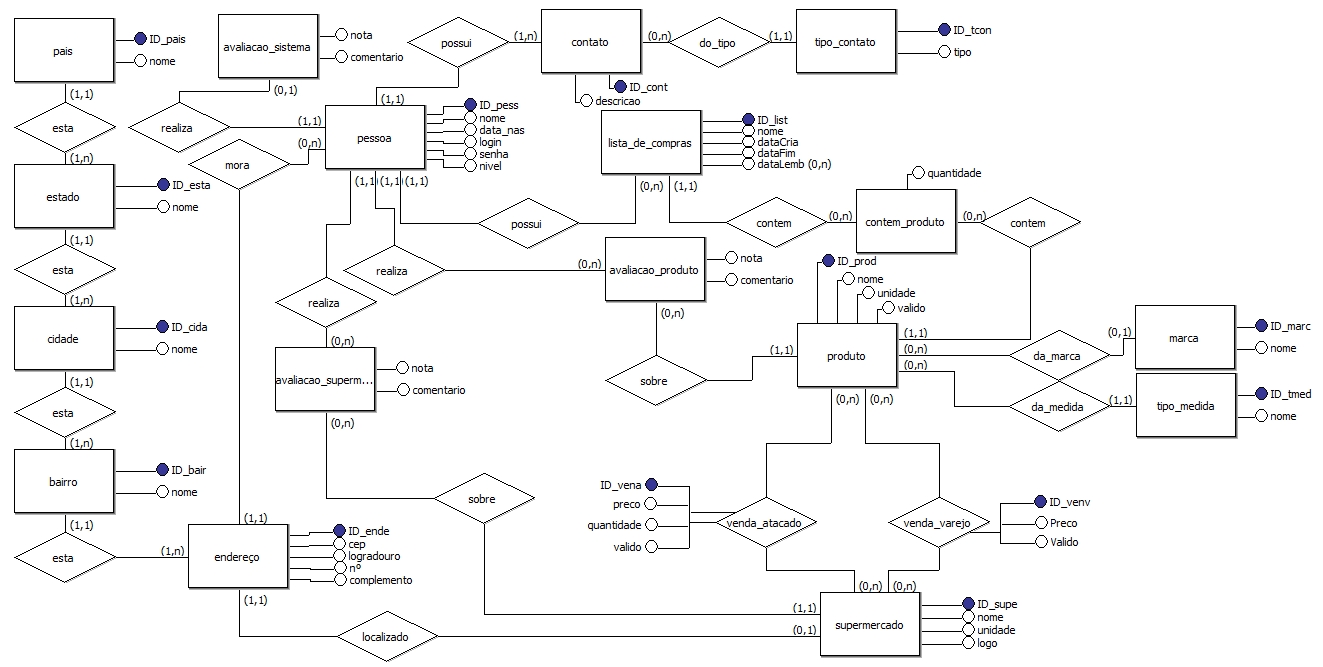 pais
ID_pais
nome
(1,1)
esta
(1,n)
estado
ID_esta
nome
(1,1)
esta
(1,n)
cidade
ID_cida
nome
(1,1)
esta
(1,n)
bairro
ID_bair
nome
(1,1)
esta
(1,n)
avaliacao_sistema
nota
comentario
(0,1)
realiza
(1,1)
mora
(0,n)
(1,1)
possui
(1,1)
(1,n)
contato
ID_cont
descricao
(0,n)
do_tipo
(1,1)
tipo_contato
ID_tcon
tipo
pessoa
ID_pess
nome
data_nas
login
senha
nivel
(1,1)
(1,1)
(1,1)
lista_de_compras
ID_list
nome
dataCria
dataFim
dataLemb (0,n)
(0,n)
(1,1)
possui
contem
(0,n)
contem_produto
quantidade
(0,n)
contem
(1,1)
realiza
(0,n)
avaliacao_produto
nota
comentario
(0,n)
sobre
(1,1)
realiza
(0,n)
avaliacao_superm...
nota
comentario
(0,n)
sobre
(1,1)
produto
ID_prod
nome
unidade
valido
(0,n)
da_marca
(0,1)
marca
ID_marc
nome
(0,n)
da_medida
(1,1)
tipo_medida
ID_tmed
nome
(0,n)
(0,n)
ID_vena
preco
quantidade
valido
venda_atacado
venda_varejo
ID_venv
Preco
Valido
(0,n)
(0,n)
endereço
ID_ende
cep
logradouro
nº
complemento
(1,1)
localizado
(0,1)
supermercado
ID_supe
nome
unidade
logo